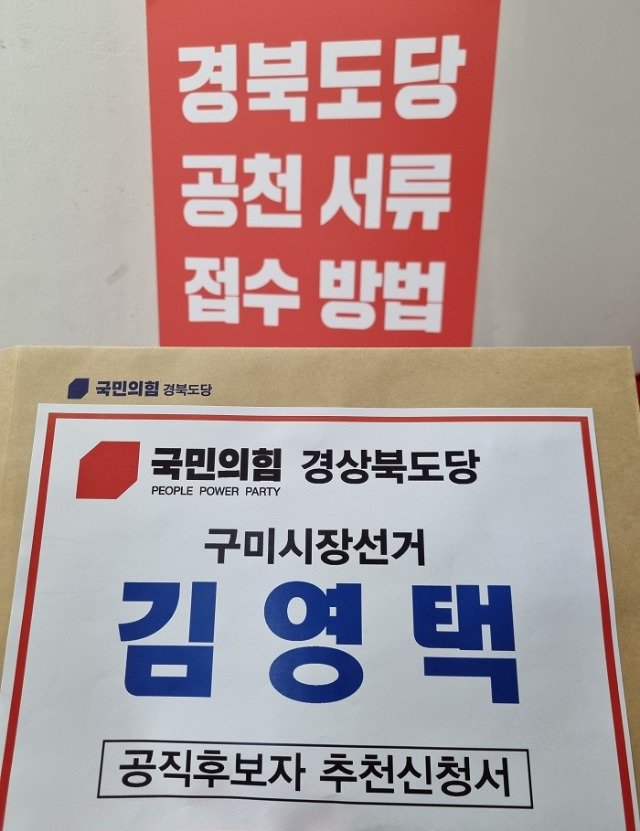 경북도당
공천 서류
접수 방법
국민의힘 경북도당
국민의힘 경상북도당
PEOPLE POWER PARTY
구미시장선거
김영택
공직후보자 추천신청서